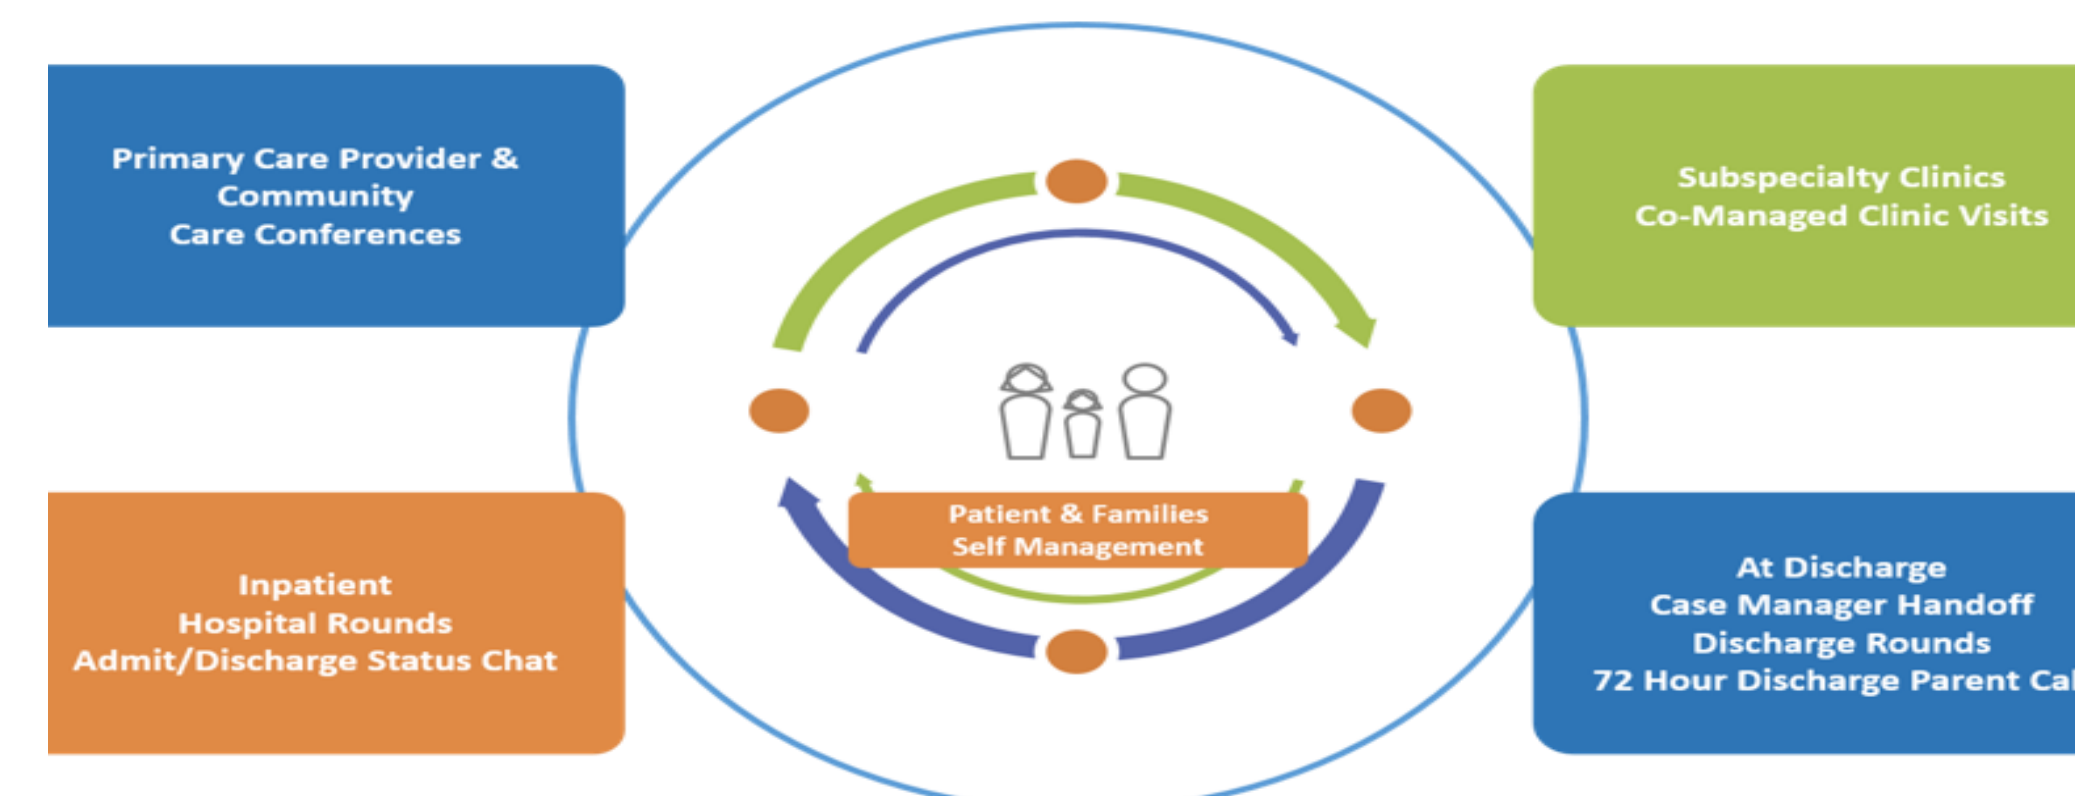 Primary Care Provider &
Community
Care Conferences
Subspecialty Clinics
Co-Managed Clinic Visits
Patient & Families
Self Management
Inpatient
Hospital Rounds
Admit/Discharge Status Chat
At Discharge
Case Manager Handoff
Discharge Rounds
72 Hour Discharge Parent